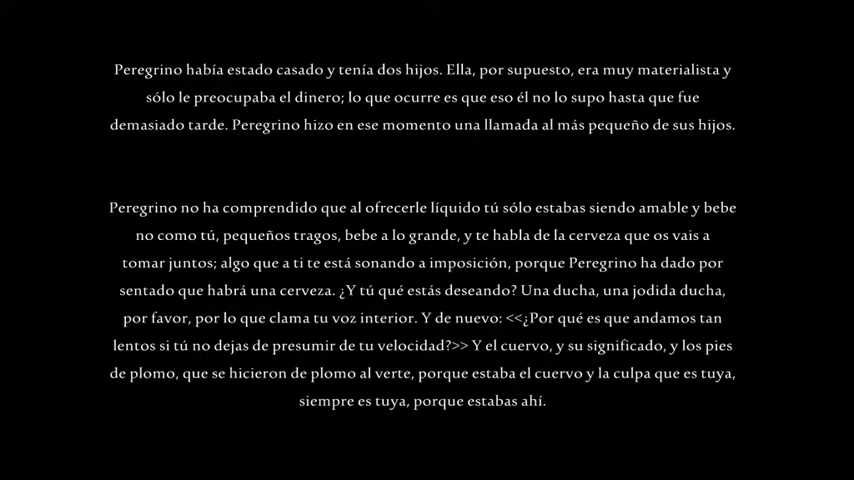 Peregrino había estado casado y tenía dos hijos. Ella, por supuesto, era muy materialista y
sólo le preocupaba el dinero; lo que ocurre es que eso él no lo supo hasta que fue
demasiado tarde. Peregrino hizo en ese momento una llamada al más pequeño de sus hijos.
Peregrino no ha comprendido que al ofrecerle líquido tú sólo estabas siendo amable y bebe
no como tú, pequeños tragos, bebe a lo grande, y te habla de la cerveza que os vais a
tomar juntos; algo que a ti te está sonando a imposición, porque Peregrino ha dado por
sentado que habrá una cerveza. ¿Y tú qué estás deseando? Una ducha, una jodida ducha,
por favor, por lo que clama tu voz interior. Y de nuevo: <<¿Por qué es que andamos tan
lentos si tú no dejas de presumir de tu velocidad?>> Y el cuervo, y su significado, y los pies
de plomo, que se hicieron de plomo al verte, porque estaba el cuervo y la culpa que es tuya,
siempre es tuya, porque estabas ahí.